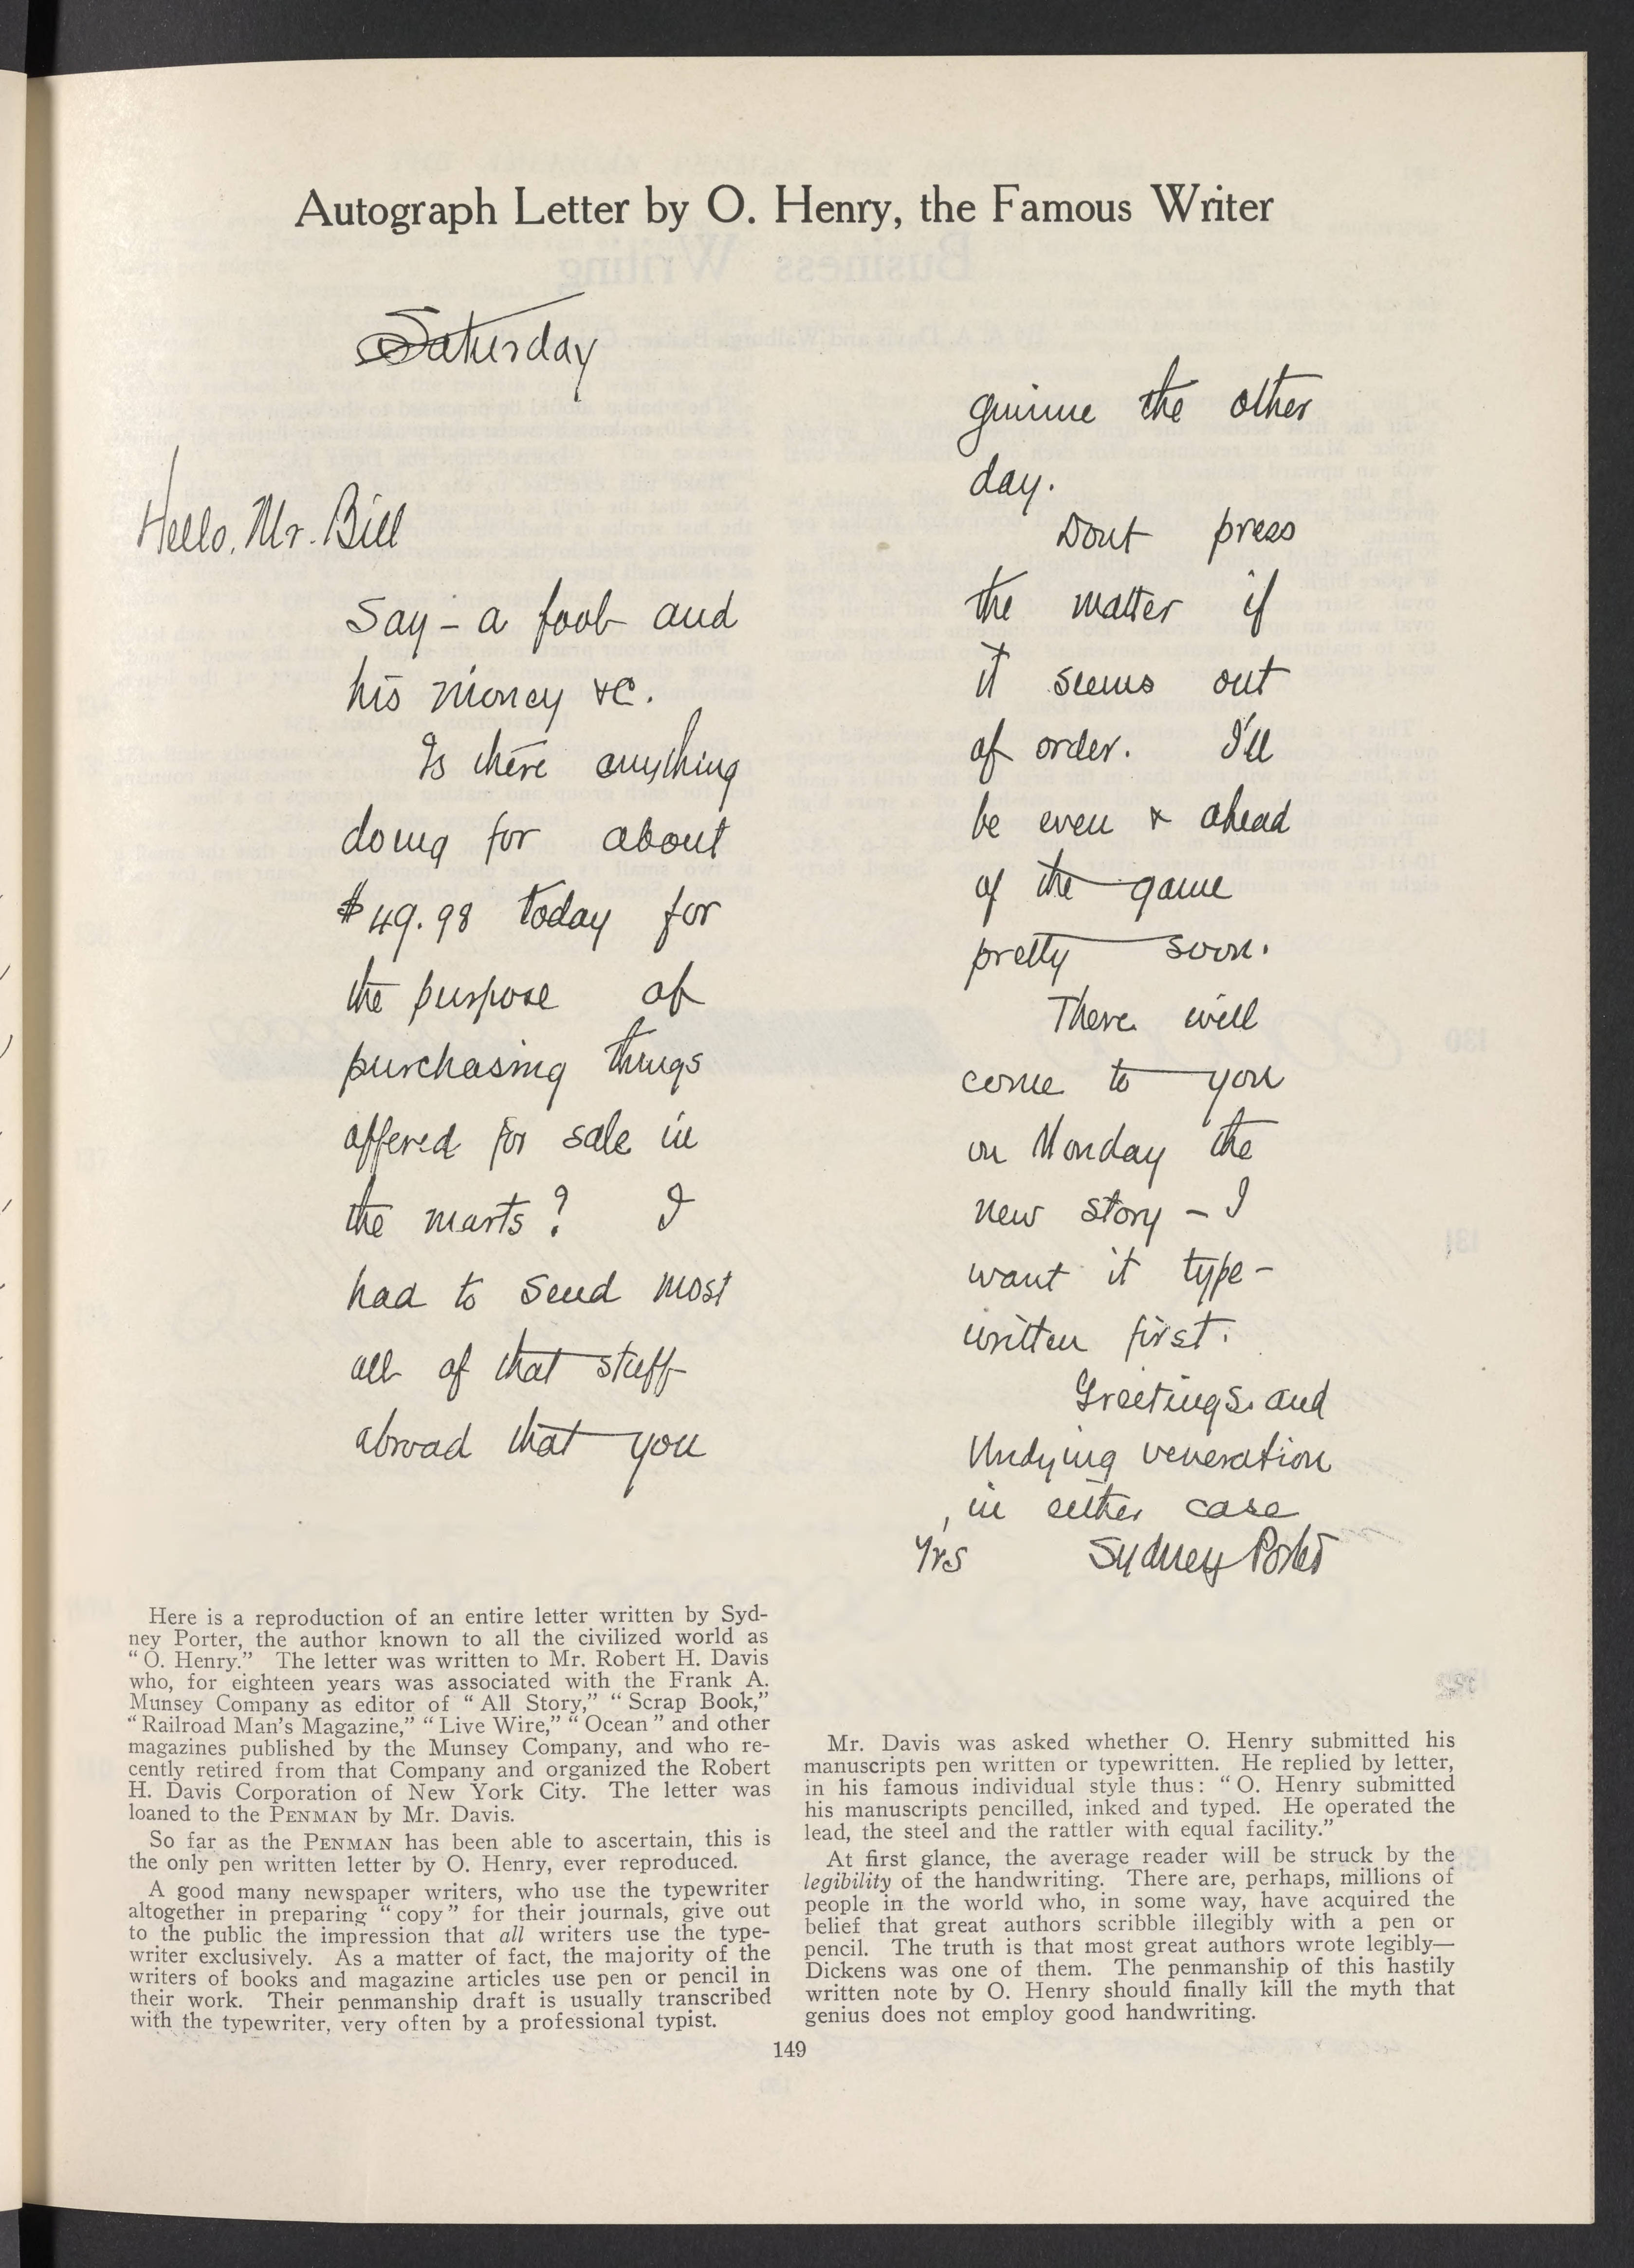 Autograph Letter by O. Henry, the Famous Writer
Saturday
Hello, Mr. Bill
Say – a fool and
his money &c.
Is there anything
doing for about
$49.98 today for
the purpose of
purchasing things
offered for sale in
the marts? I
had to send most
all of that stuff
abroad that you
gimme the other
day.
Dont press
the matter if
it seems out
of order. I'll
be even & ahead
of the game
pretty soon.
There will
come to you
on Monday the
new story – I
want it type-
written first.
Greetings and
Undying veneration
in either case
Yrs Sydney Porter
Here is a reproduction of an entire letter written by Syd-
ney Porter, the author known to all the civilized world as
“O. Henry.” The letter was written to Mr. Robert H. Davis
who, for eighteen years was associated with the Frank A.
Munsey Company as editor of “All Story,” “Scrap Book,”
“Railroad Man's Magazine,” “Live Wire,” “Ocean” and other
magazines published by the Munsey Company, and who re-
cently retired from that Company and organized the Robert
H. Davis Corporation of New York City. The letter was
loaned to the PENMAN by Mr. Davis.
So far as the PENMAN has been able to ascertain, this is
the only pen written letter by O. Henry, ever reproduced.
A good many newspaper writers, who use the typewriter
altogether in preparing “copy” for their journals, give out
to the public the impression that all writers use the type-
writer exclusively. As a matter of fact, the majority of the
writers of books and magazine articles use pen or pencil in
their work. Their penmanship draft is usually transcribed
with the typewriter, very often by a professional typist.
Mr. Davis was asked whether O. Henry submitted his
manuscripts pen written or typewritten. He replied by letter,
in his famous individual style thus: “O. Henry submitted
his manuscripts pencilled, inked and typed. He operated the
lead, the steel and the rattler with equal facility.”
At first glance, the average reader will be struck by the
legibility of the handwriting. There are, perhaps, millions of
people in the world who, in some way, have acquired the
belief that great authors scribble illegibly with a pen or
pencil. The truth is that most great authors wrote legibly—
Dickens was one of them. The penmanship of this hastily
written note by O. Henry should finally kill the myth that
genius does not employ good handwriting.
149